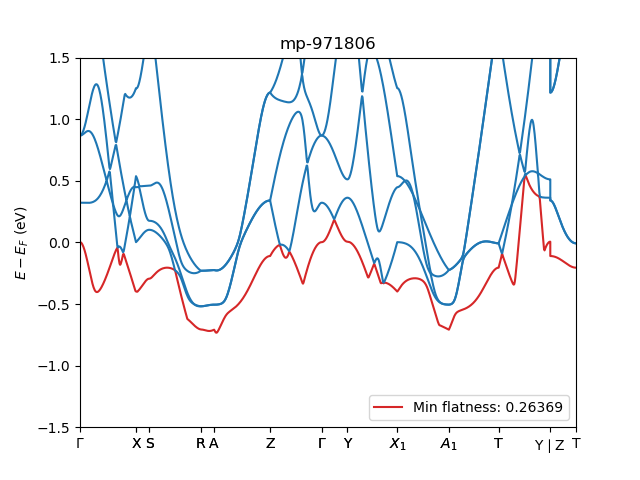 mp-971806
E − E_F (eV)
1.5
1.0
0.5
0.0
−0.5
−1.0
−1.5
Min flatness: 0.26369
Γ X S R A Z Γ Y X₁ A₁ T Y | Z T